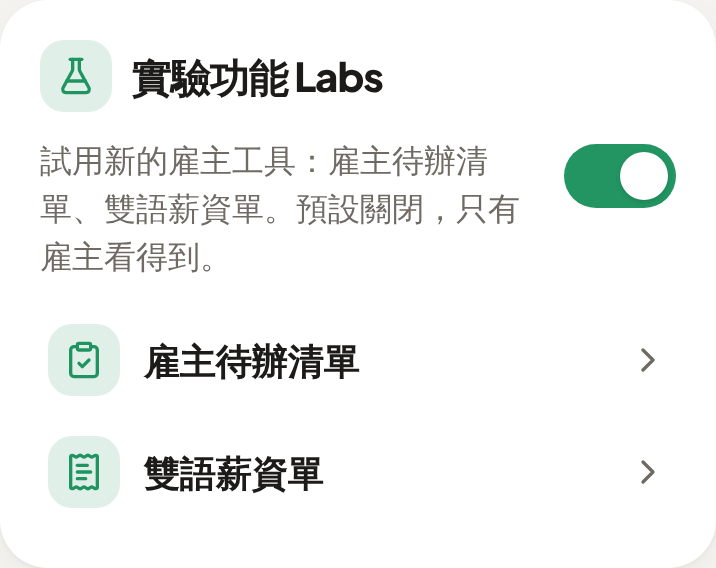 實驗功能 Labs
試用新的雇主工具：雇主待辦清
單、雙語薪資單。預設關閉，只有
雇主看得到。
雇主待辦清單
雙語薪資單